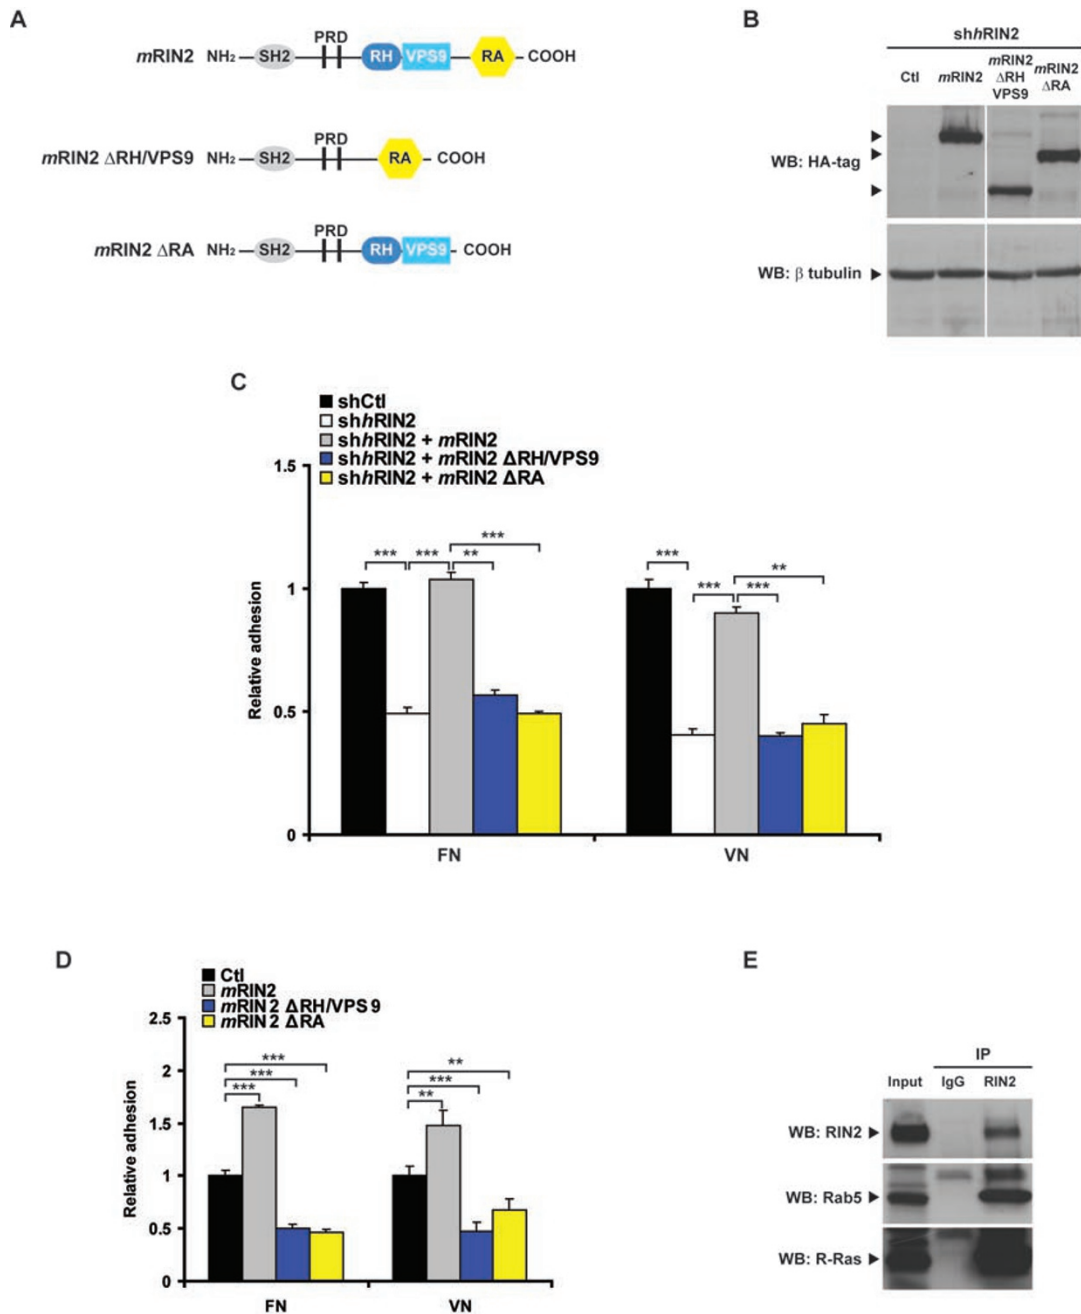 A
mRIN2 NH2 SH2 PRD RH VPS9 RA COOH
mRIN2 ΔRH/VPS9 NH2 SH2 PRD RA COOH
mRIN2 ΔRA NH2 SH2 PRD RH VPS9 COOH
B
shhRIN2
Ctl mRIN2 mRIN2 ΔRH VPS9 mRIN2 ΔRA
WB: HA-tag
WB: β tubulin
C
shCtl
shhRIN2
shhRIN2 + mRIN2
shhRIN2 + mRIN2 ΔRH/VPS9
shhRIN2 + mRIN2 ΔRA
Relative adhesion
1.5
1
0.5
0
*** *** ** ***
*** *** *** **
FN VN
D
Ctl
mRIN2
mRIN2 ΔRH/VPS9
mRIN2 ΔRA
Relative adhesion
2.5
2
1.5
1
0.5
0
***
***
***
**
***
**
FN VN
E
IP
Input IgG RIN2
WB: RIN2
WB: Rab5
WB: R-Ras